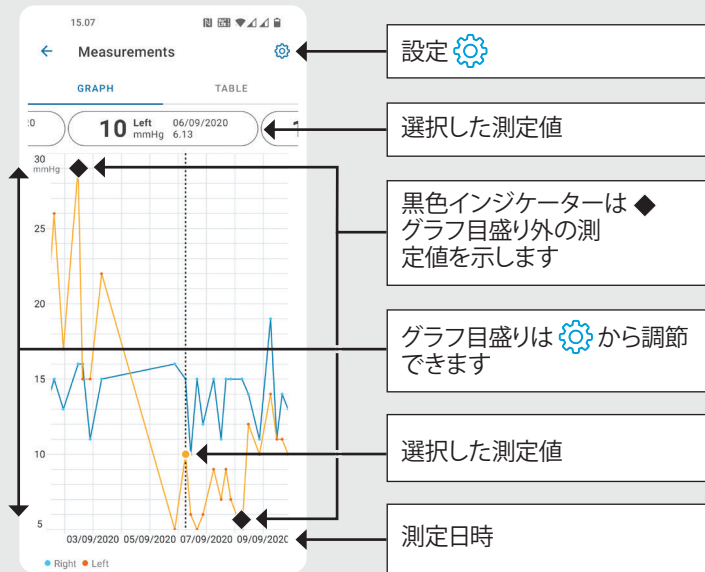 15.07
Measurements
GRAPH
TABLE
0
10 Left mmHg 06/09/2020 6.13
1
30
mmHg
25
20
15
10
5
03/09/2020 05/09/2020 07/09/2020 09/09/2020
Right Left
設定
選択した測定値
黒色インジケーターは ◆
グラフ目盛り外の測
定値を示します
グラフ目盛りは から調節
できます
選択した測定値
測定日時